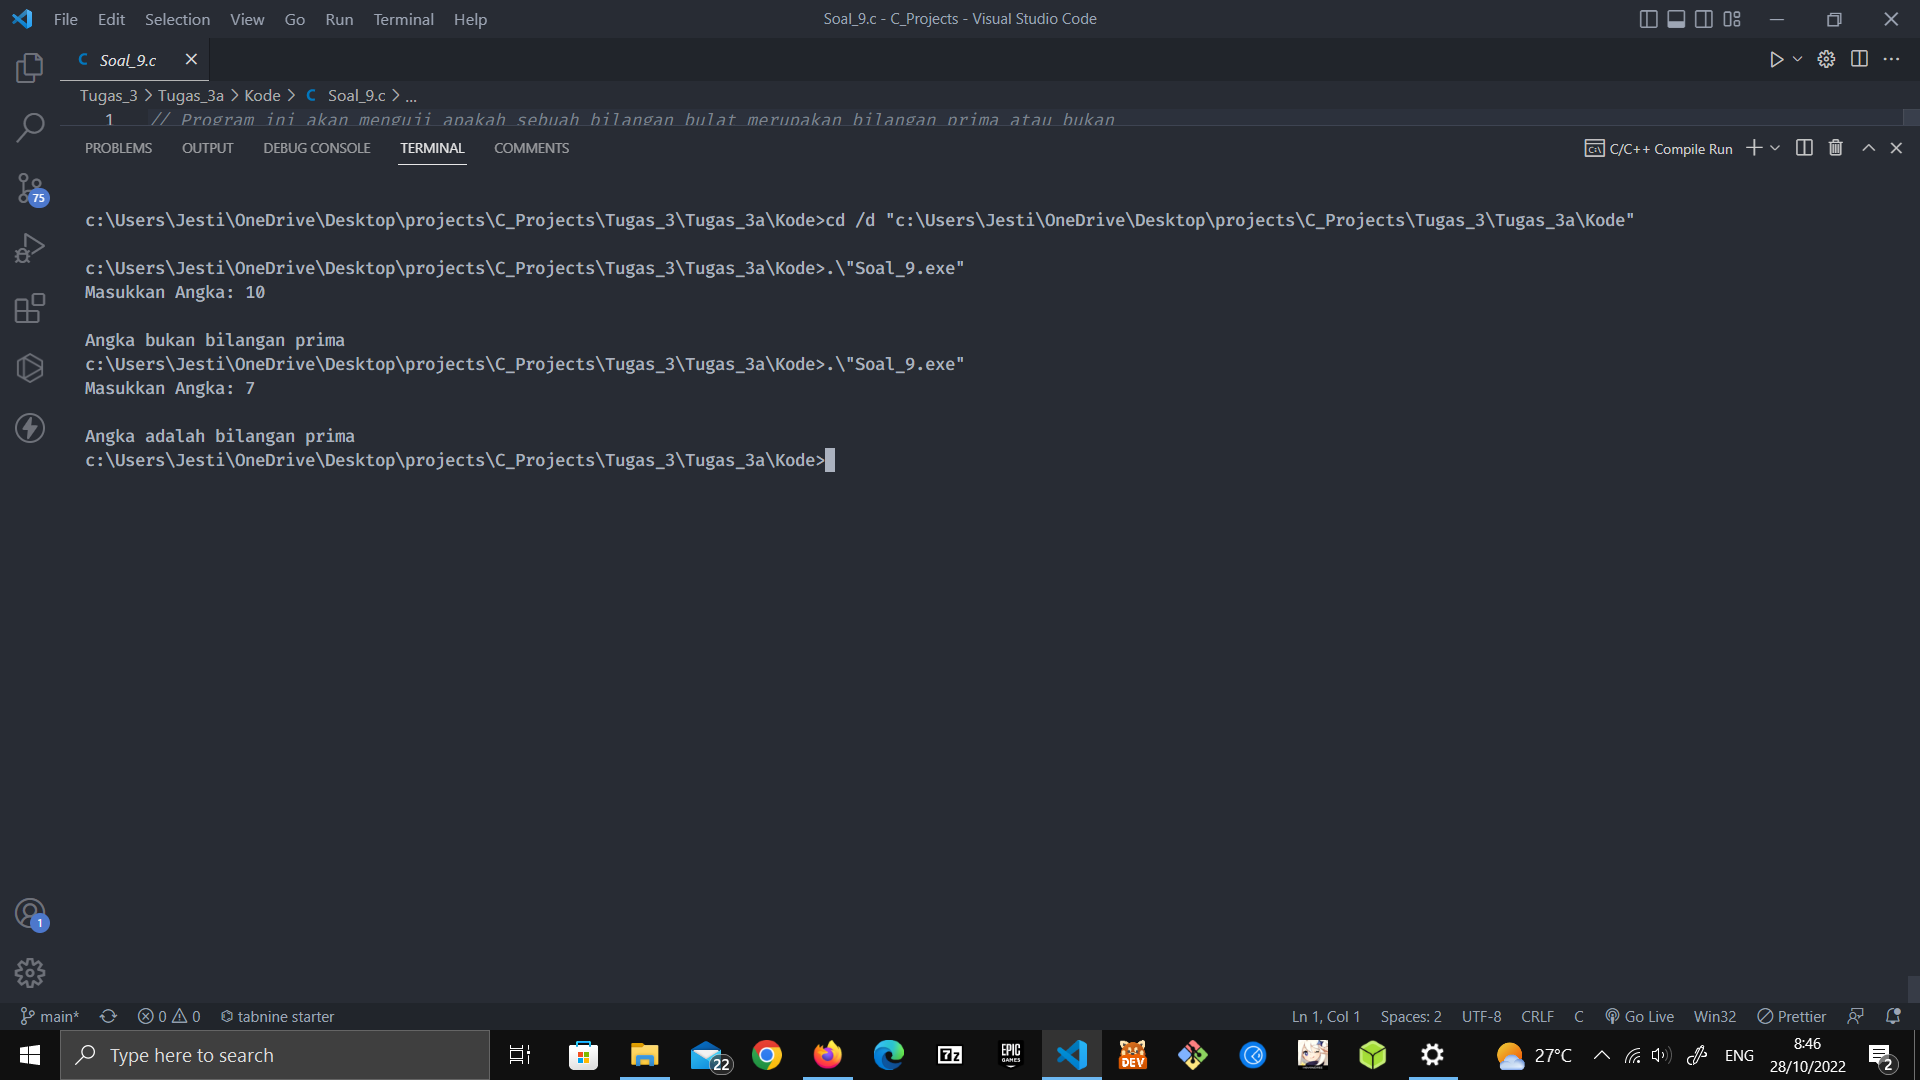 File Edit Selection View Go Run Terminal Help
Soal_9.c - C_Projects - Visual Studio Code
Soal_9.c
Tugas_3 > Tugas_3a > Kode > C Soal_9.c > ...
1 // Program ini akan menguji apakah sebuah bilangan bulat merupakan bilangan prima atau bukan
PROBLEMS OUTPUT DEBUG CONSOLE TERMINAL COMMENTS
C/C++ Compile Run
75
c:\Users\Jesti\OneDrive\Desktop\projects\C_Projects\Tugas_3\Tugas_3a\Kode>cd /d "c:\Users\Jesti\OneDrive\Desktop\projects\C_Projects\Tugas_3\Tugas_3a\Kode"
c:\Users\Jesti\OneDrive\Desktop\projects\C_Projects\Tugas_3\Tugas_3a\Kode>.\"Soal_9.exe"
Masukkan Angka: 10
Angka bukan bilangan prima
c:\Users\Jesti\OneDrive\Desktop\projects\C_Projects\Tugas_3\Tugas_3a\Kode>.\"Soal_9.exe"
Masukkan Angka: 7
Angka adalah bilangan prima
c:\Users\Jesti\OneDrive\Desktop\projects\C_Projects\Tugas_3\Tugas_3a\Kode>
1
main* 0 0 tabnine starter
Ln 1, Col 1 Spaces: 2 UTF-8 CRLF C Go Live Win32 Prettier
Type here to search
22
7z
EPIC GAMES
DEV
27°C
ENG
8:46
28/10/2022
2